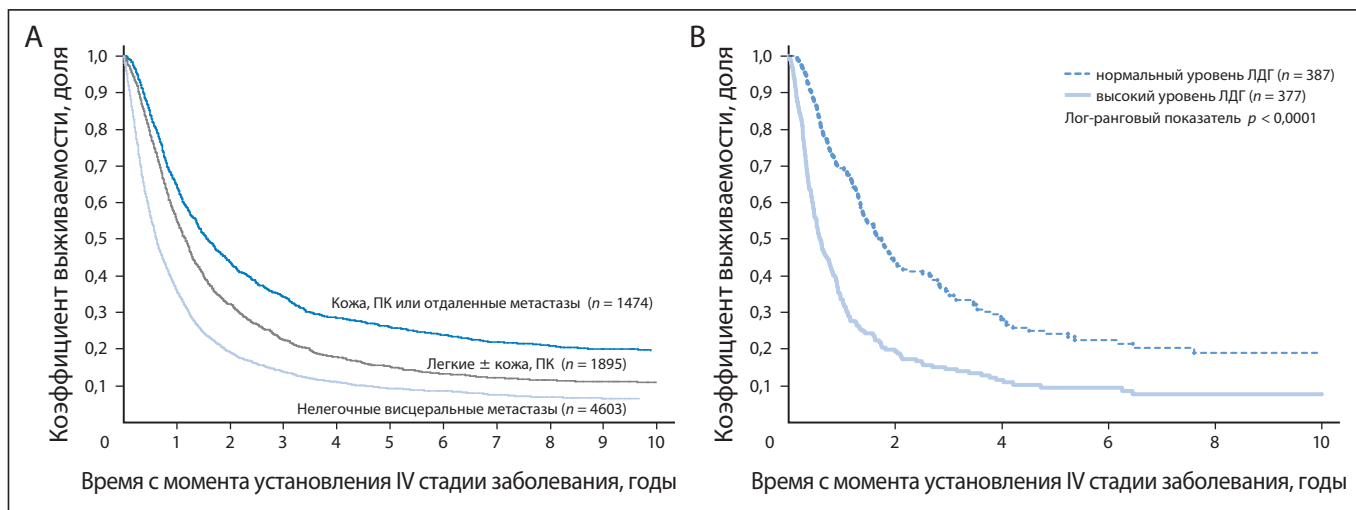 A
Коэффициент выживаемости, доля
1,0
0,9
0,8
0,7
0,6
0,5
0,4
0,3
0,2
0,1
Кожа, ПК или отдаленные метастазы (n = 1474)
Легкие ± кожа, ПК (n = 1895)
Нелегочные висцеральные метастазы (n = 4603)
0 1 2 3 4 5 6 7 8 9 10
Время с момента установления IV стадии заболевания, годы
B
Коэффициент выживаемости, доля
1,0
0,9
0,8
0,7
0,6
0,5
0,4
0,3
0,2
0,1
нормальный уровень ЛДГ (n = 387)
высокий уровень ЛДГ (n = 377)
Лог-ранговый показатель p < 0,0001
0 2 4 6 8 10
Время с момента установления IV стадии заболевания, годы